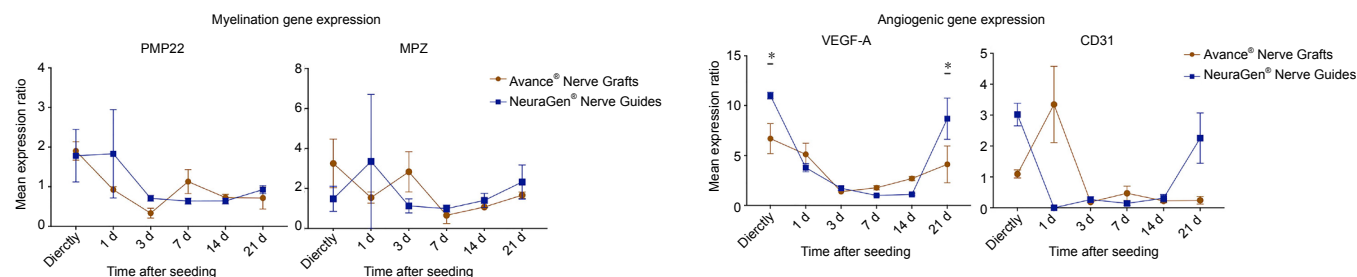 Myelination gene expression
PMP22
MPZ
Mean expression ratio
4
3
2
1
0
Dierctly
1 d
3 d
7 d
14 d
21 d
Time after seeding
8
6
4
2
0
Dierctly
1 d
3 d
7 d
14 d
21 d
Time after seeding
Avance® Nerve Grafts
NeuraGen® Nerve Guides
Angiogenic gene expression
VEGF-A
CD31
Mean expression ratio
15
10
5
0
*
*
Dierctly
1 d
3 d
7 d
14 d
21 d
Time after seeding
5
4
3
2
1
0
Dierctly
1 d
3 d
7 d
14 d
21 d
Time after seeding
Avance® Nerve Grafts
NeuraGen® Nerve Guides